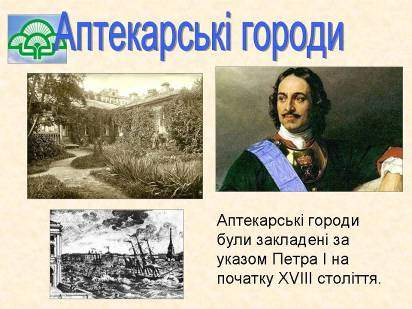 Аптекарські городи
Аптекарські городи
були закладені за
указом Петра І на
початку XVIII століття.